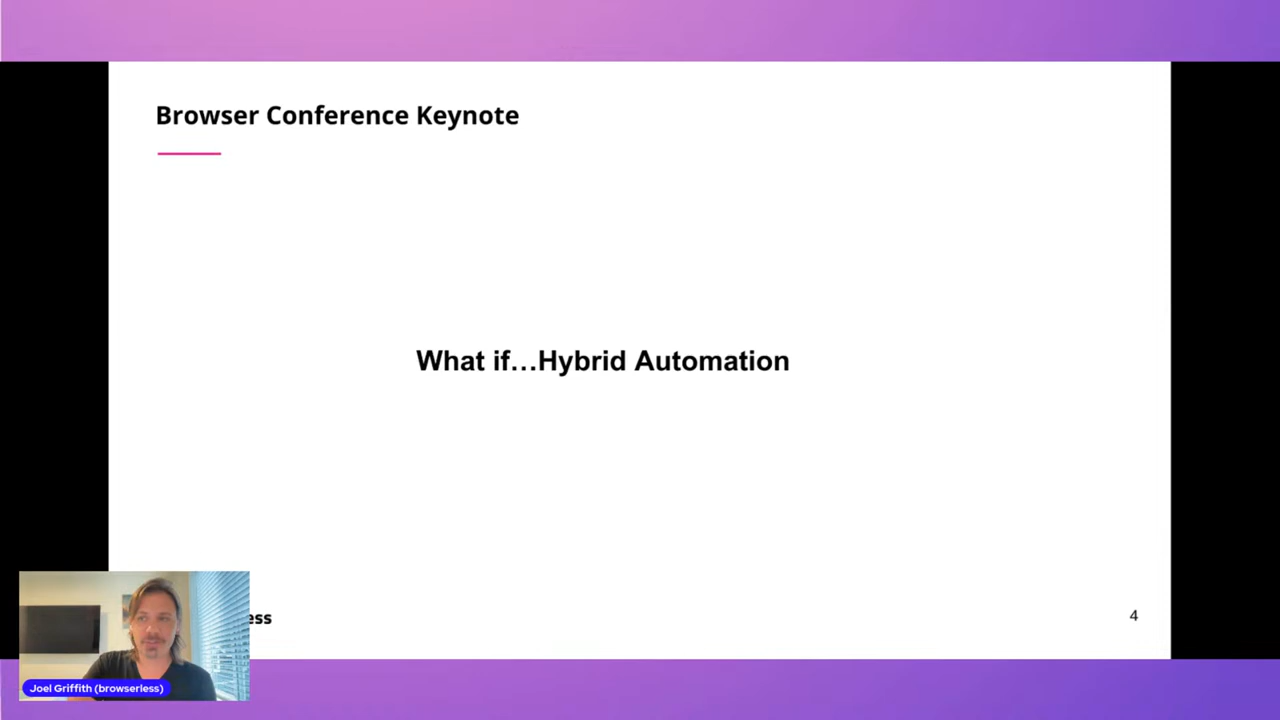 Browser Conference Keynote
What if…Hybrid Automation
ess
4
Joel Griffith (browserless)